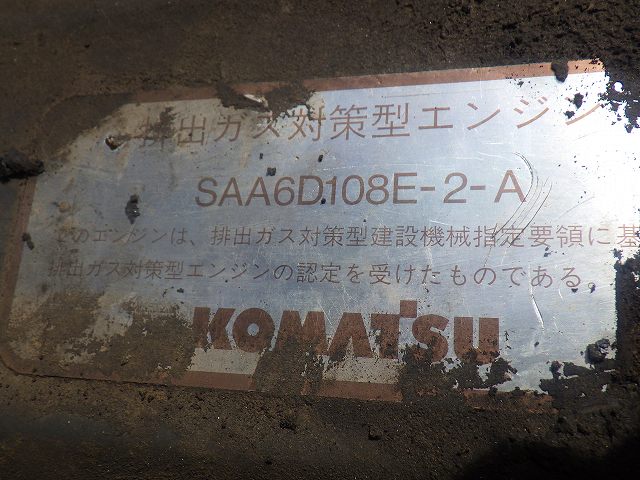 排出ガス対策型エンジン
SAA6D108E-2-A
このエンジンは、排出ガス対策型建設機械指定要領に基
排出ガス対策型エンジンの認定を受けたものである。
KOMATSU